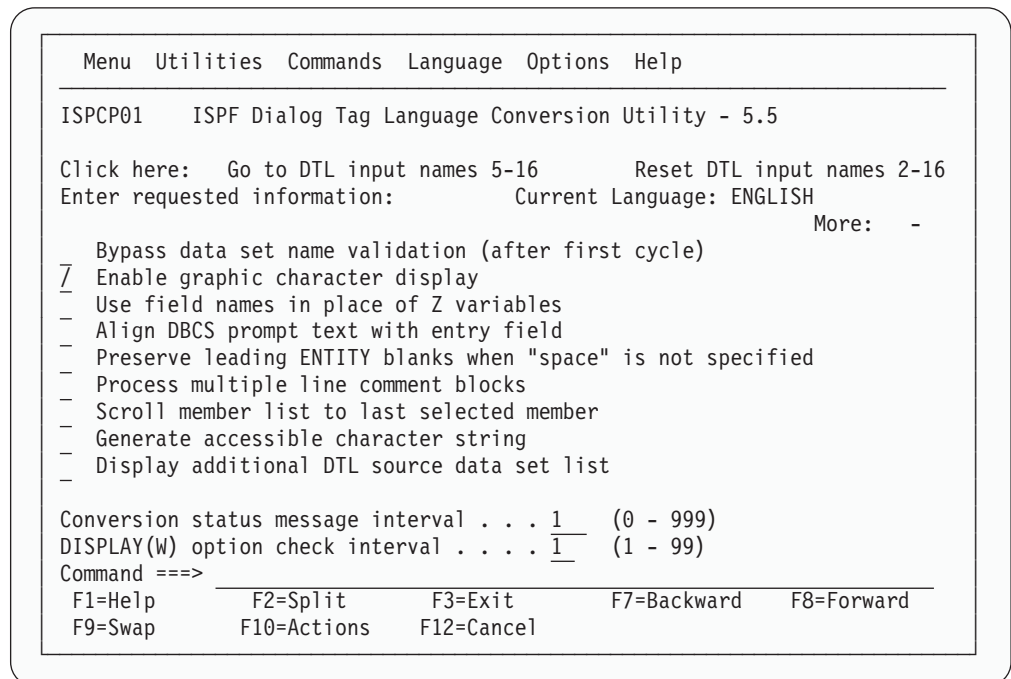 Menu Utilities Commands Language Options Help
ISPCP01 ISPF Dialog Tag Language Conversion Utility - 5.5
Click here: Go to DTL input names 5-16 Reset DTL input names 2-16
Enter requested information: Current Language: ENGLISH
More: -
_ Bypass data set name validation (after first cycle)
/ Enable graphic character display
_ Use field names in place of Z variables
_ Align DBCS prompt text with entry field
_ Preserve leading ENTITY blanks when "space" is not specified
_ Process multiple line comment blocks
_ Scroll member list to last selected member
_ Generate accessible character string
_ Display additional DTL source data set list
Conversion status message interval . . . 1 (0 - 999)
DISPLAY(W) option check interval . . . . 1 (1 - 99)
Command ===>
F1=Help F2=Split F3=Exit F7=Backward F8=Forward
F9=Swap F10=Actions F12=Cancel